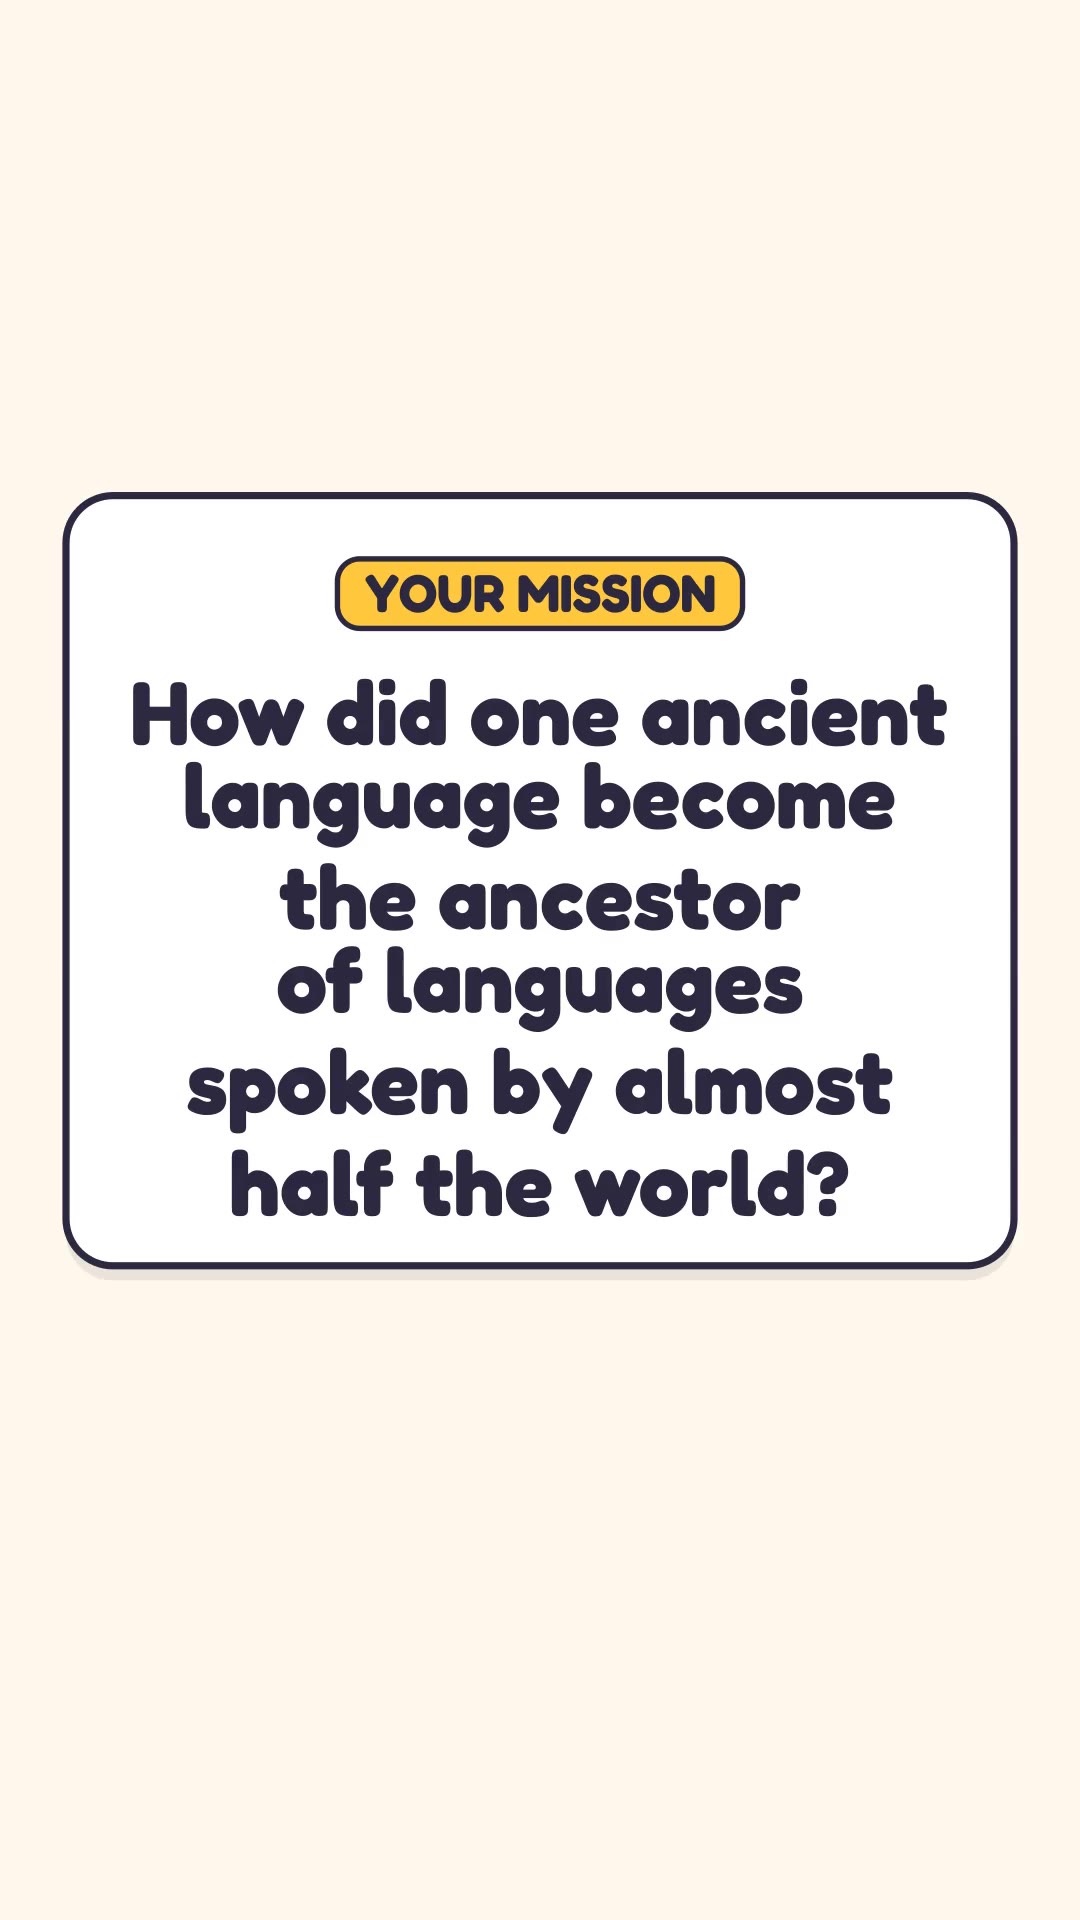 YOUR MISSION
How did one ancient
language become
the ancestor
of languages
spoken by almost
half the world?